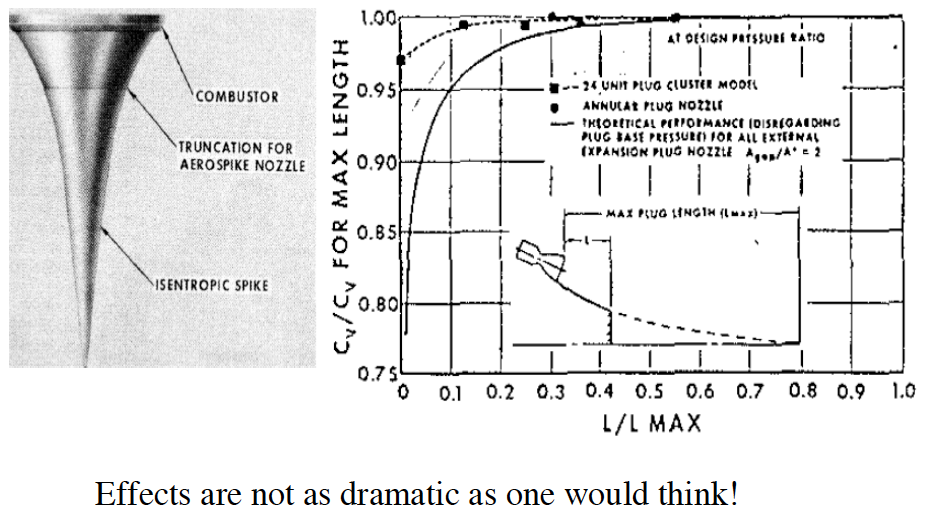 COMBUSTOR
TRUNCATION FOR
AEROSPIKE NOZZLE
ISENTROPIC SPIKE
Cᵥ/Cᵥ FOR MAX LENGTH
1.00
0.95
0.90
0.85
0.80
0.75
AT DESIGN PRESSURE RATIO
24 UNIT PLUG CLUSTER MODEL
ANNULAR PLUG NOZZLE
THEORETICAL PERFORMANCE (DISREGARDING
PLUG BASE PRESSURE) FOR ALL EXTERNAL
EXPANSION PLUG NOZZLE
= 2
MAX PLUG LENGTH (Lmax)
L
0 0.1 0.2 0.3 0.4 0.5 0.6 0.7 0.8 0.9 1.0
L/L MAX
Effects are not as dramatic as one would think!